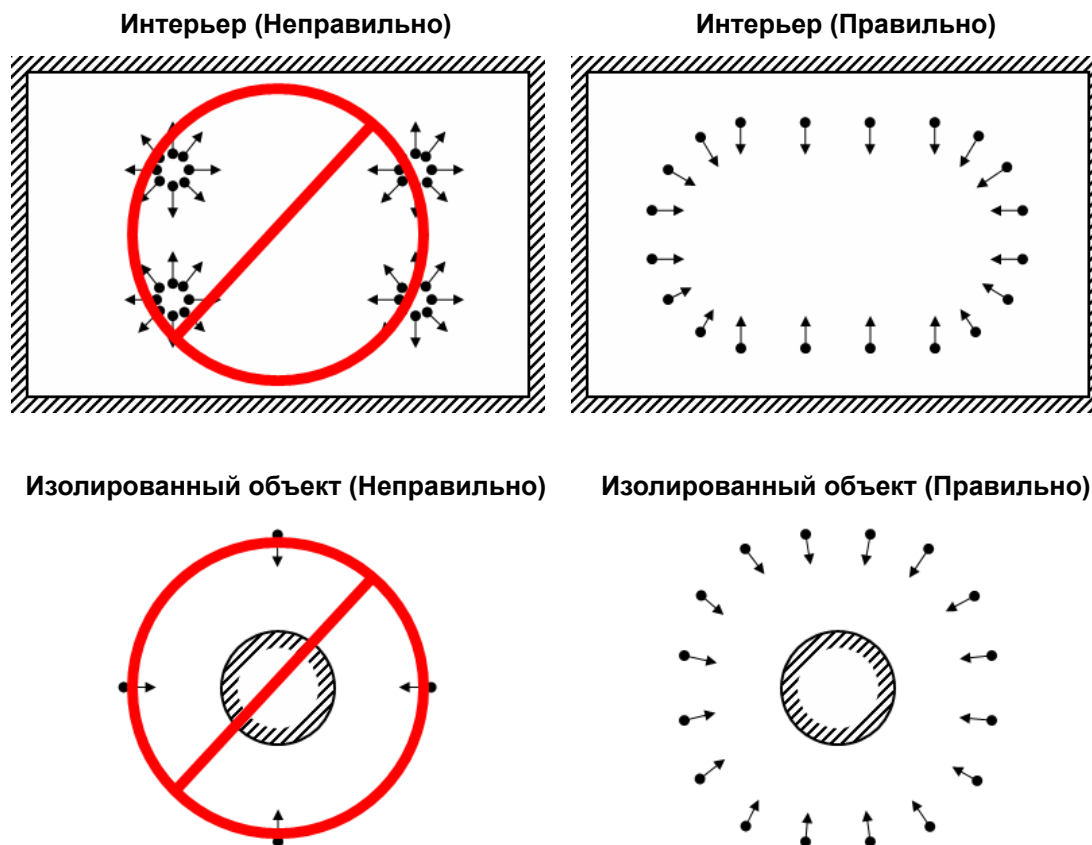 Интерьер (Неправильно)
Интерьер (Правильно)
Изолированный объект (Неправильно)
Изолированный объект (Правильно)